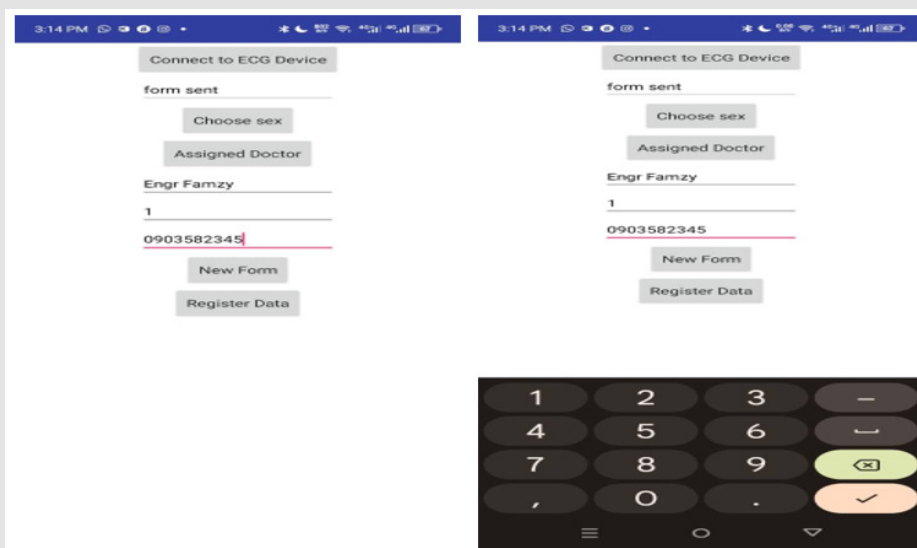 3:14 PM
Connect to ECG Device
form sent
Choose sex
Assigned Doctor
Engr Famzy
1
0903582345
New Form
Register Data
3:14 PM
Connect to ECG Device
form sent
Choose sex
Assigned Doctor
Engr Famzy
1
0903582345
New Form
Register Data
1 2 3 –
4 5 6
7 8 9
, 0 .